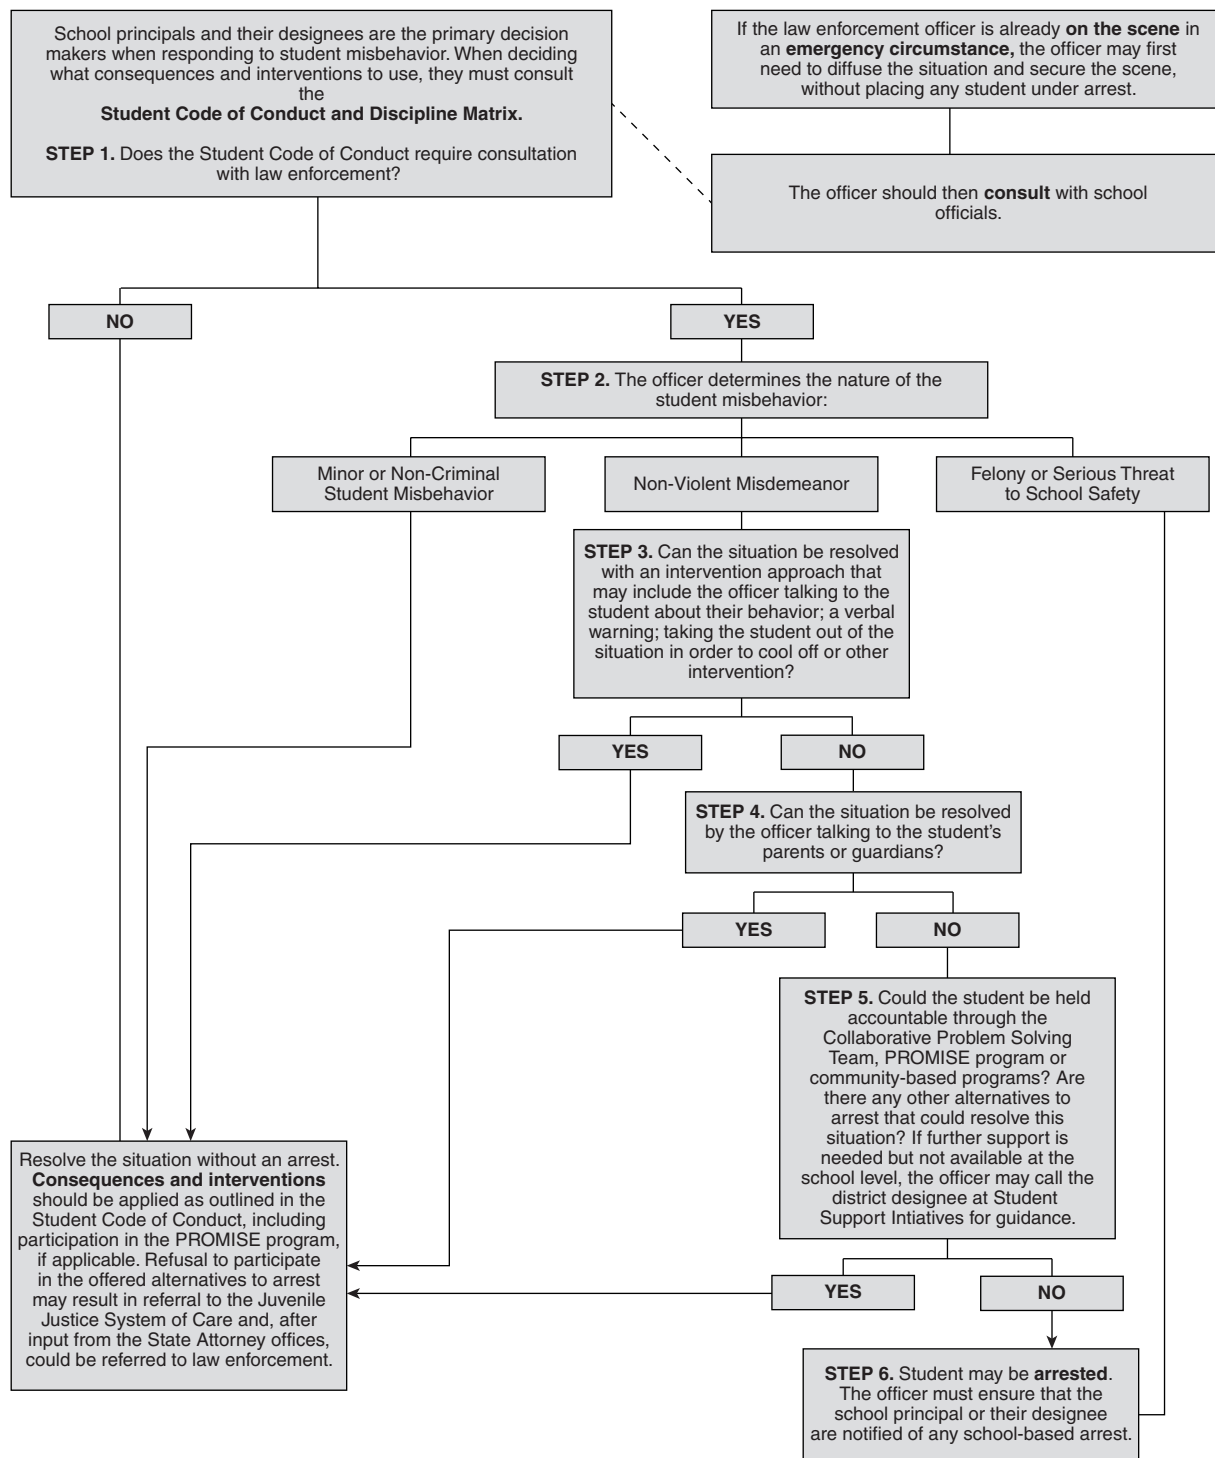 School principals and their designees are the primary decision
makers when responding to student misbehavior. When deciding
what consequences and interventions to use, they must consult
the
Student Code of Conduct and Discipline Matrix.
STEP 1. Does the Student Code of Conduct require consultation
with law enforcement?
If the law enforcement officer is already on the scene in
an emergency circumstance, the officer may first
need to diffuse the situation and secure the scene,
without placing any student under arrest.
The officer should then consult with school
officials.
NO
YES
STEP 2. The officer determines the nature of the
student misbehavior:
Minor or Non-Criminal
Student Misbehavior
Non-Violent Misdemeanor
Felony or Serious Threat
to School Safety
STEP 3. Can the situation be resolved
with an intervention approach that
may include the officer talking to the
student about their behavior; a verbal
warning; taking the student out of the
situation in order to cool off or other
intervention?
YES
NO
STEP 4. Can the situation be resolved
by the officer talking to the student's
parents or guardians?
YES
NO
STEP 5. Could the student be held
accountable through the
Collaborative Problem Solving
Team, PROMISE program or
community-based programs? Are
there any other alternatives to
arrest that could resolve this
situation? If further support is
needed but not available at the
school level, the officer may call the
district designee at Student
Support Intiatives for guidance.
YES
NO
Resolve the situation without an arrest.
Consequences and interventions
should be applied as outlined in the
Student Code of Conduct, including
participation in the PROMISE program,
if applicable. Refusal to participate
in the offered alternatives to arrest
may result in referral to the Juvenile
Justice System of Care and, after
input from the State Attorney offices,
could be referred to law enforcement.
STEP 6. Student may be arrested.
The officer must ensure that the
school principal or their designee
are notified of any school-based arrest.